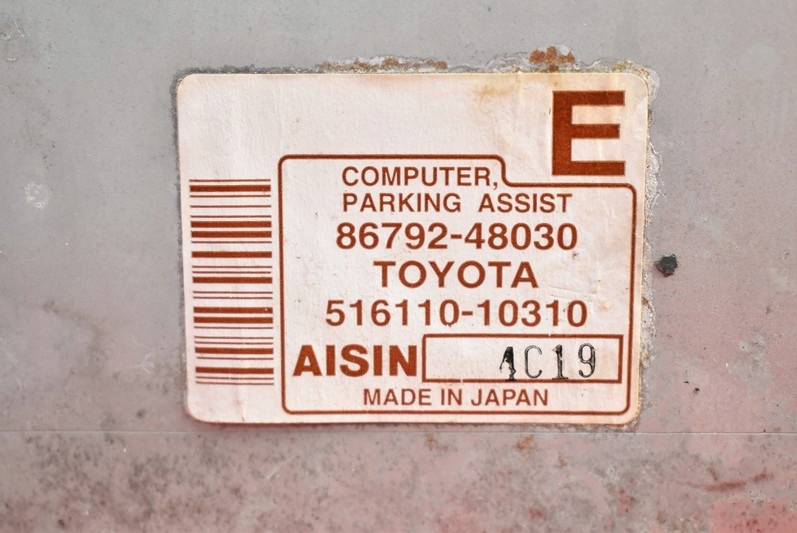 E
COMPUTER,
PARKING ASSIST
86792-48030
TOYOTA
516110-10310
AISIN 4C19
MADE IN JAPAN